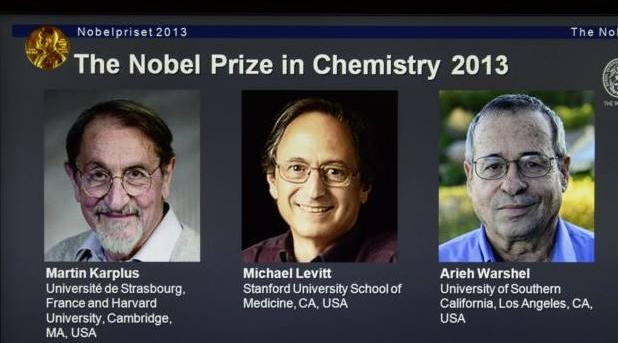 Nobelpriset 2013
The Nobel Prize in Chemistry 2013
Martin Karplus
Université de Strasbourg,
France and Harvard
University, Cambridge,
MA, USA
Michael Levitt
Stanford University School of
Medicine, CA, USA
Arieh Warshel
University of Southern
California, Los Angeles, CA,
USA